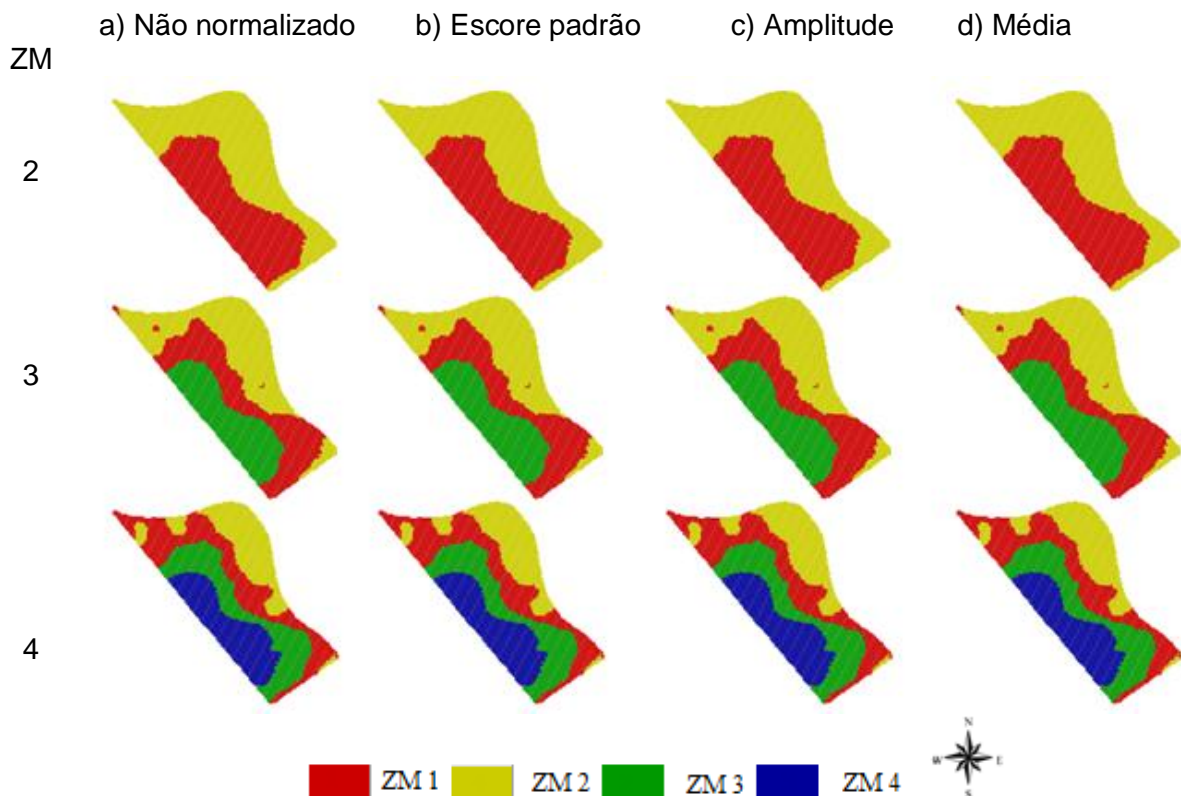 a) Não normalizado b) Escore padrão c) Amplitude d) Média
ZM
2
3
4
N
W E
S
ZM 1 ZM 2 ZM 3 ZM 4